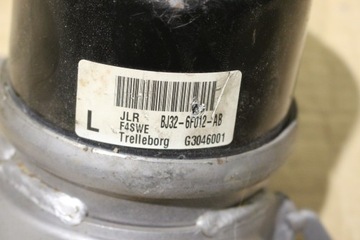 L
JLR BJ32-6F012-AB
F4SWE
Trelleborg G3046001